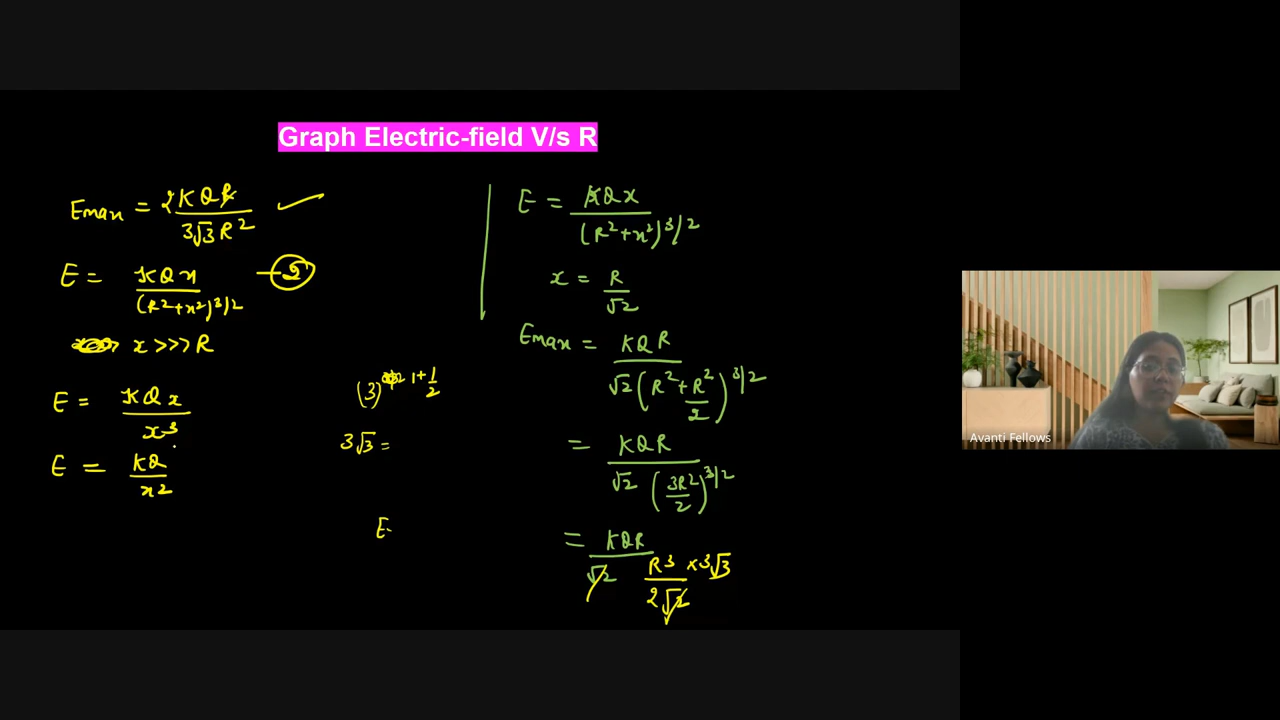 Graph Electric-field V/s R
Emax = 2KQR / 3√3 R²
E = KQx / (R²+x²)^3/2 — 2
x >>> R
E = KQx / x³
E = KQ / x²
(3)^1+1/2
3√3 =
E
E = KQx / (R²+x²)^3/2
x = R / √2
Emax = KQR / √2 (R² + R²/2)^3/2
= KQR / √2 (3R²/2)^3/2
= KQR / √2 R³ × 3√3 / 2√2
Avanti Fellows